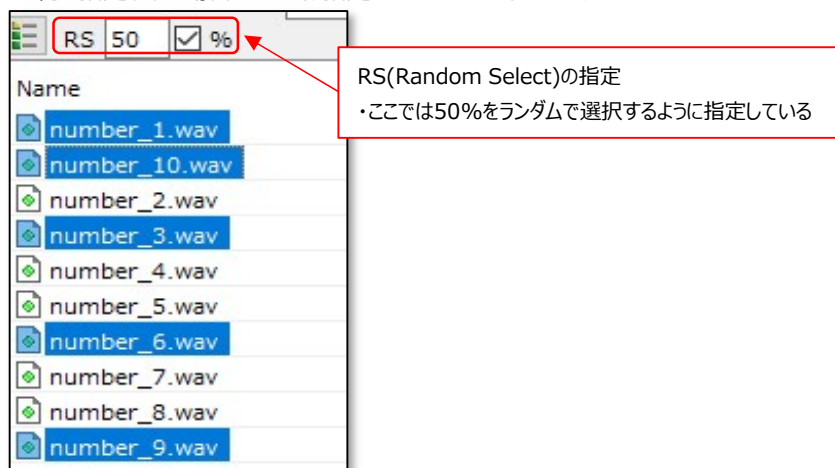 RS 50 %
RS(Random Select)の指定
・ここでは50%をランダムで選択するように指定している
Name
number_1.wav
number_10.wav
number_2.wav
number_3.wav
number_4.wav
number_5.wav
number_6.wav
number_7.wav
number_8.wav
number_9.wav